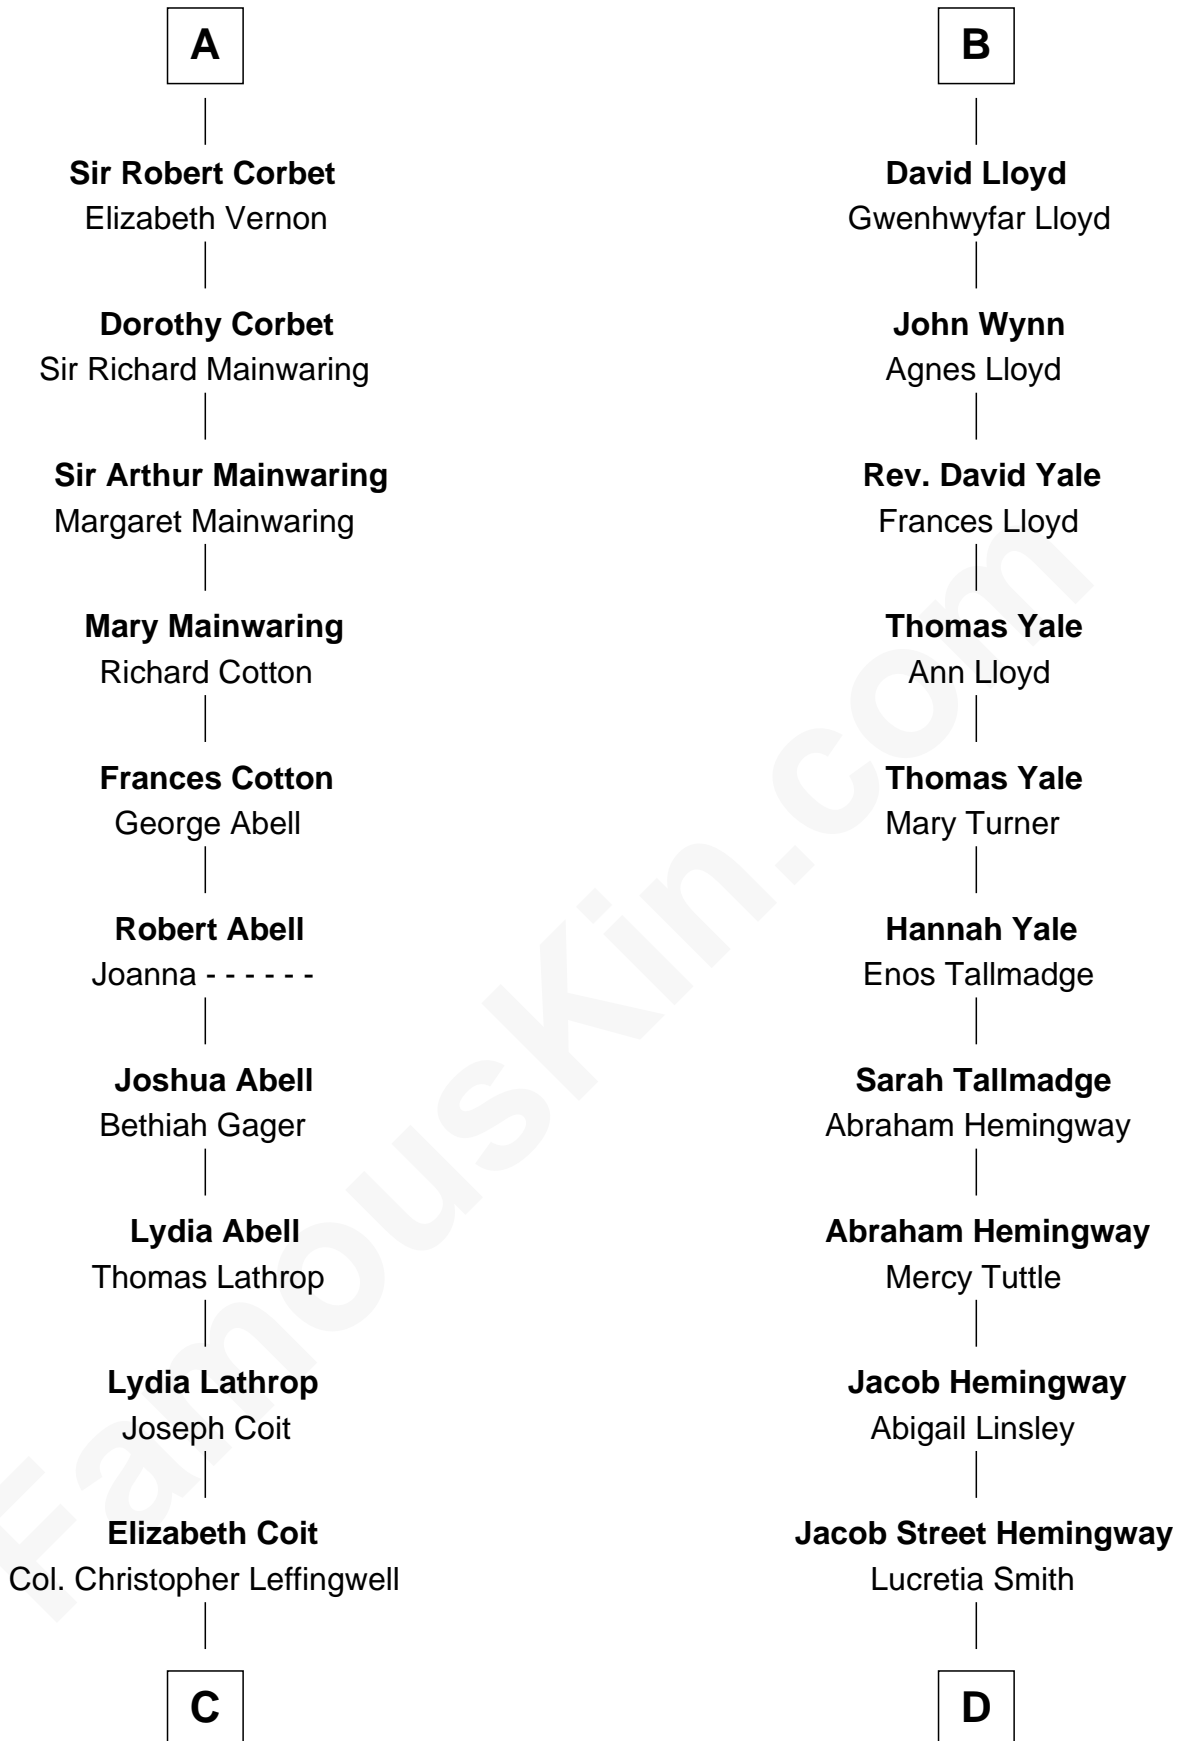 A
Sir Robert Corbet
Elizabeth Vernon
Dorothy Corbet
Sir Richard Mainwaring
Sir Arthur Mainwaring
Margaret Mainwaring
Mary Mainwaring
Richard Cotton
Frances Cotton
George Abell
Robert Abell
Joanna - - - - - -
Joshua Abell
Bethiah Gager
Lydia Abell
Thomas Lathrop
Lydia Lathrop
Joseph Coit
Elizabeth Coit
Col. Christopher Leffingwell
C
B
David Lloyd
Gwenhwyfar Lloyd
John Wynn
Agnes Lloyd
Rev. David Yale
Frances Lloyd
Thomas Yale
Ann Lloyd
Thomas Yale
Mary Turner
Hannah Yale
Enos Tallmadge
Sarah Tallmadge
Abraham Hemingway
Abraham Hemingway
Mercy Tuttle
Jacob Hemingway
Abigail Linsley
Jacob Street Hemingway
Lucretia Smith
D
FamousKin.com